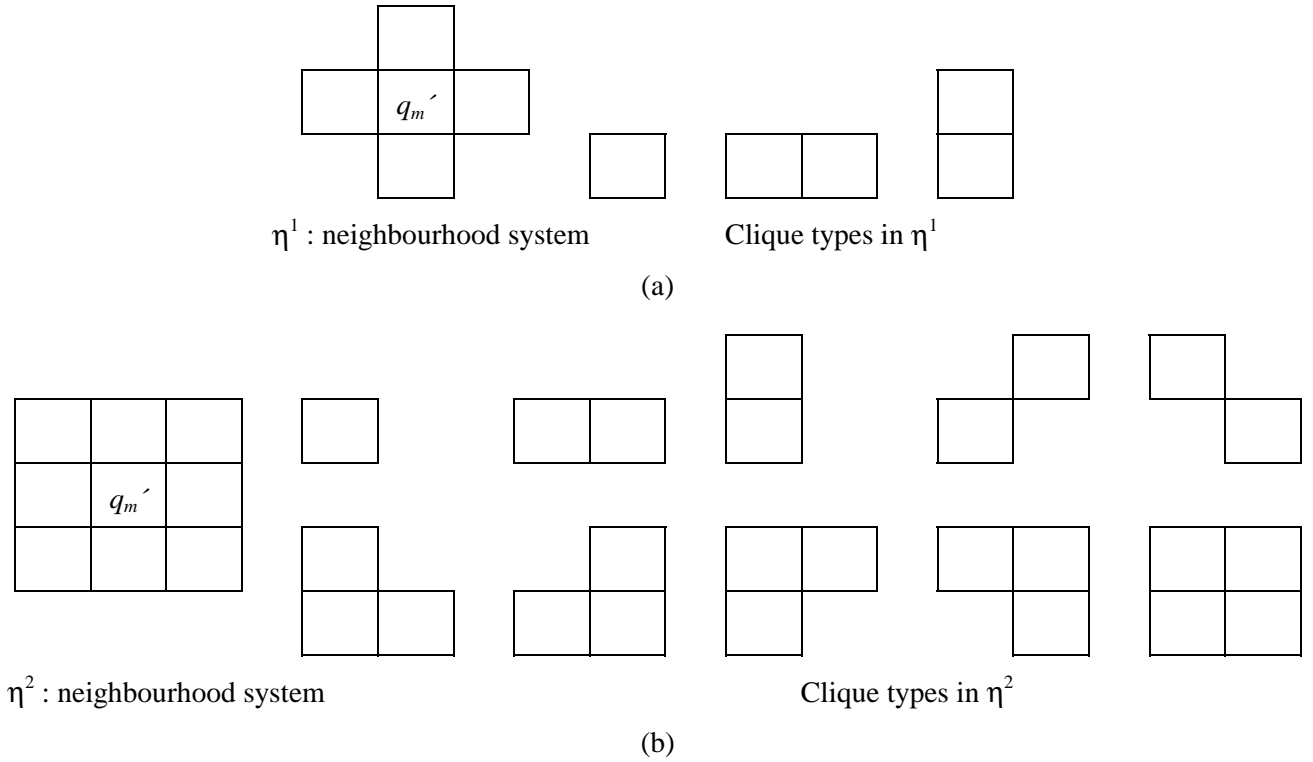 qm´
η1 : neighbourhood system Clique types in η1
(a)
qm´
η2 : neighbourhood system Clique types in η2
(b)